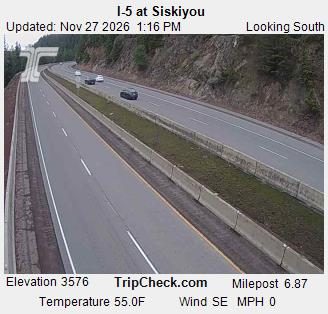 I-5 at Siskiyou
Updated: Nov 27 2026 1:16 PM Looking South
Elevation 3576 TripCheck.com Milepost 6.87
Temperature 55.0F Wind SE MPH 0